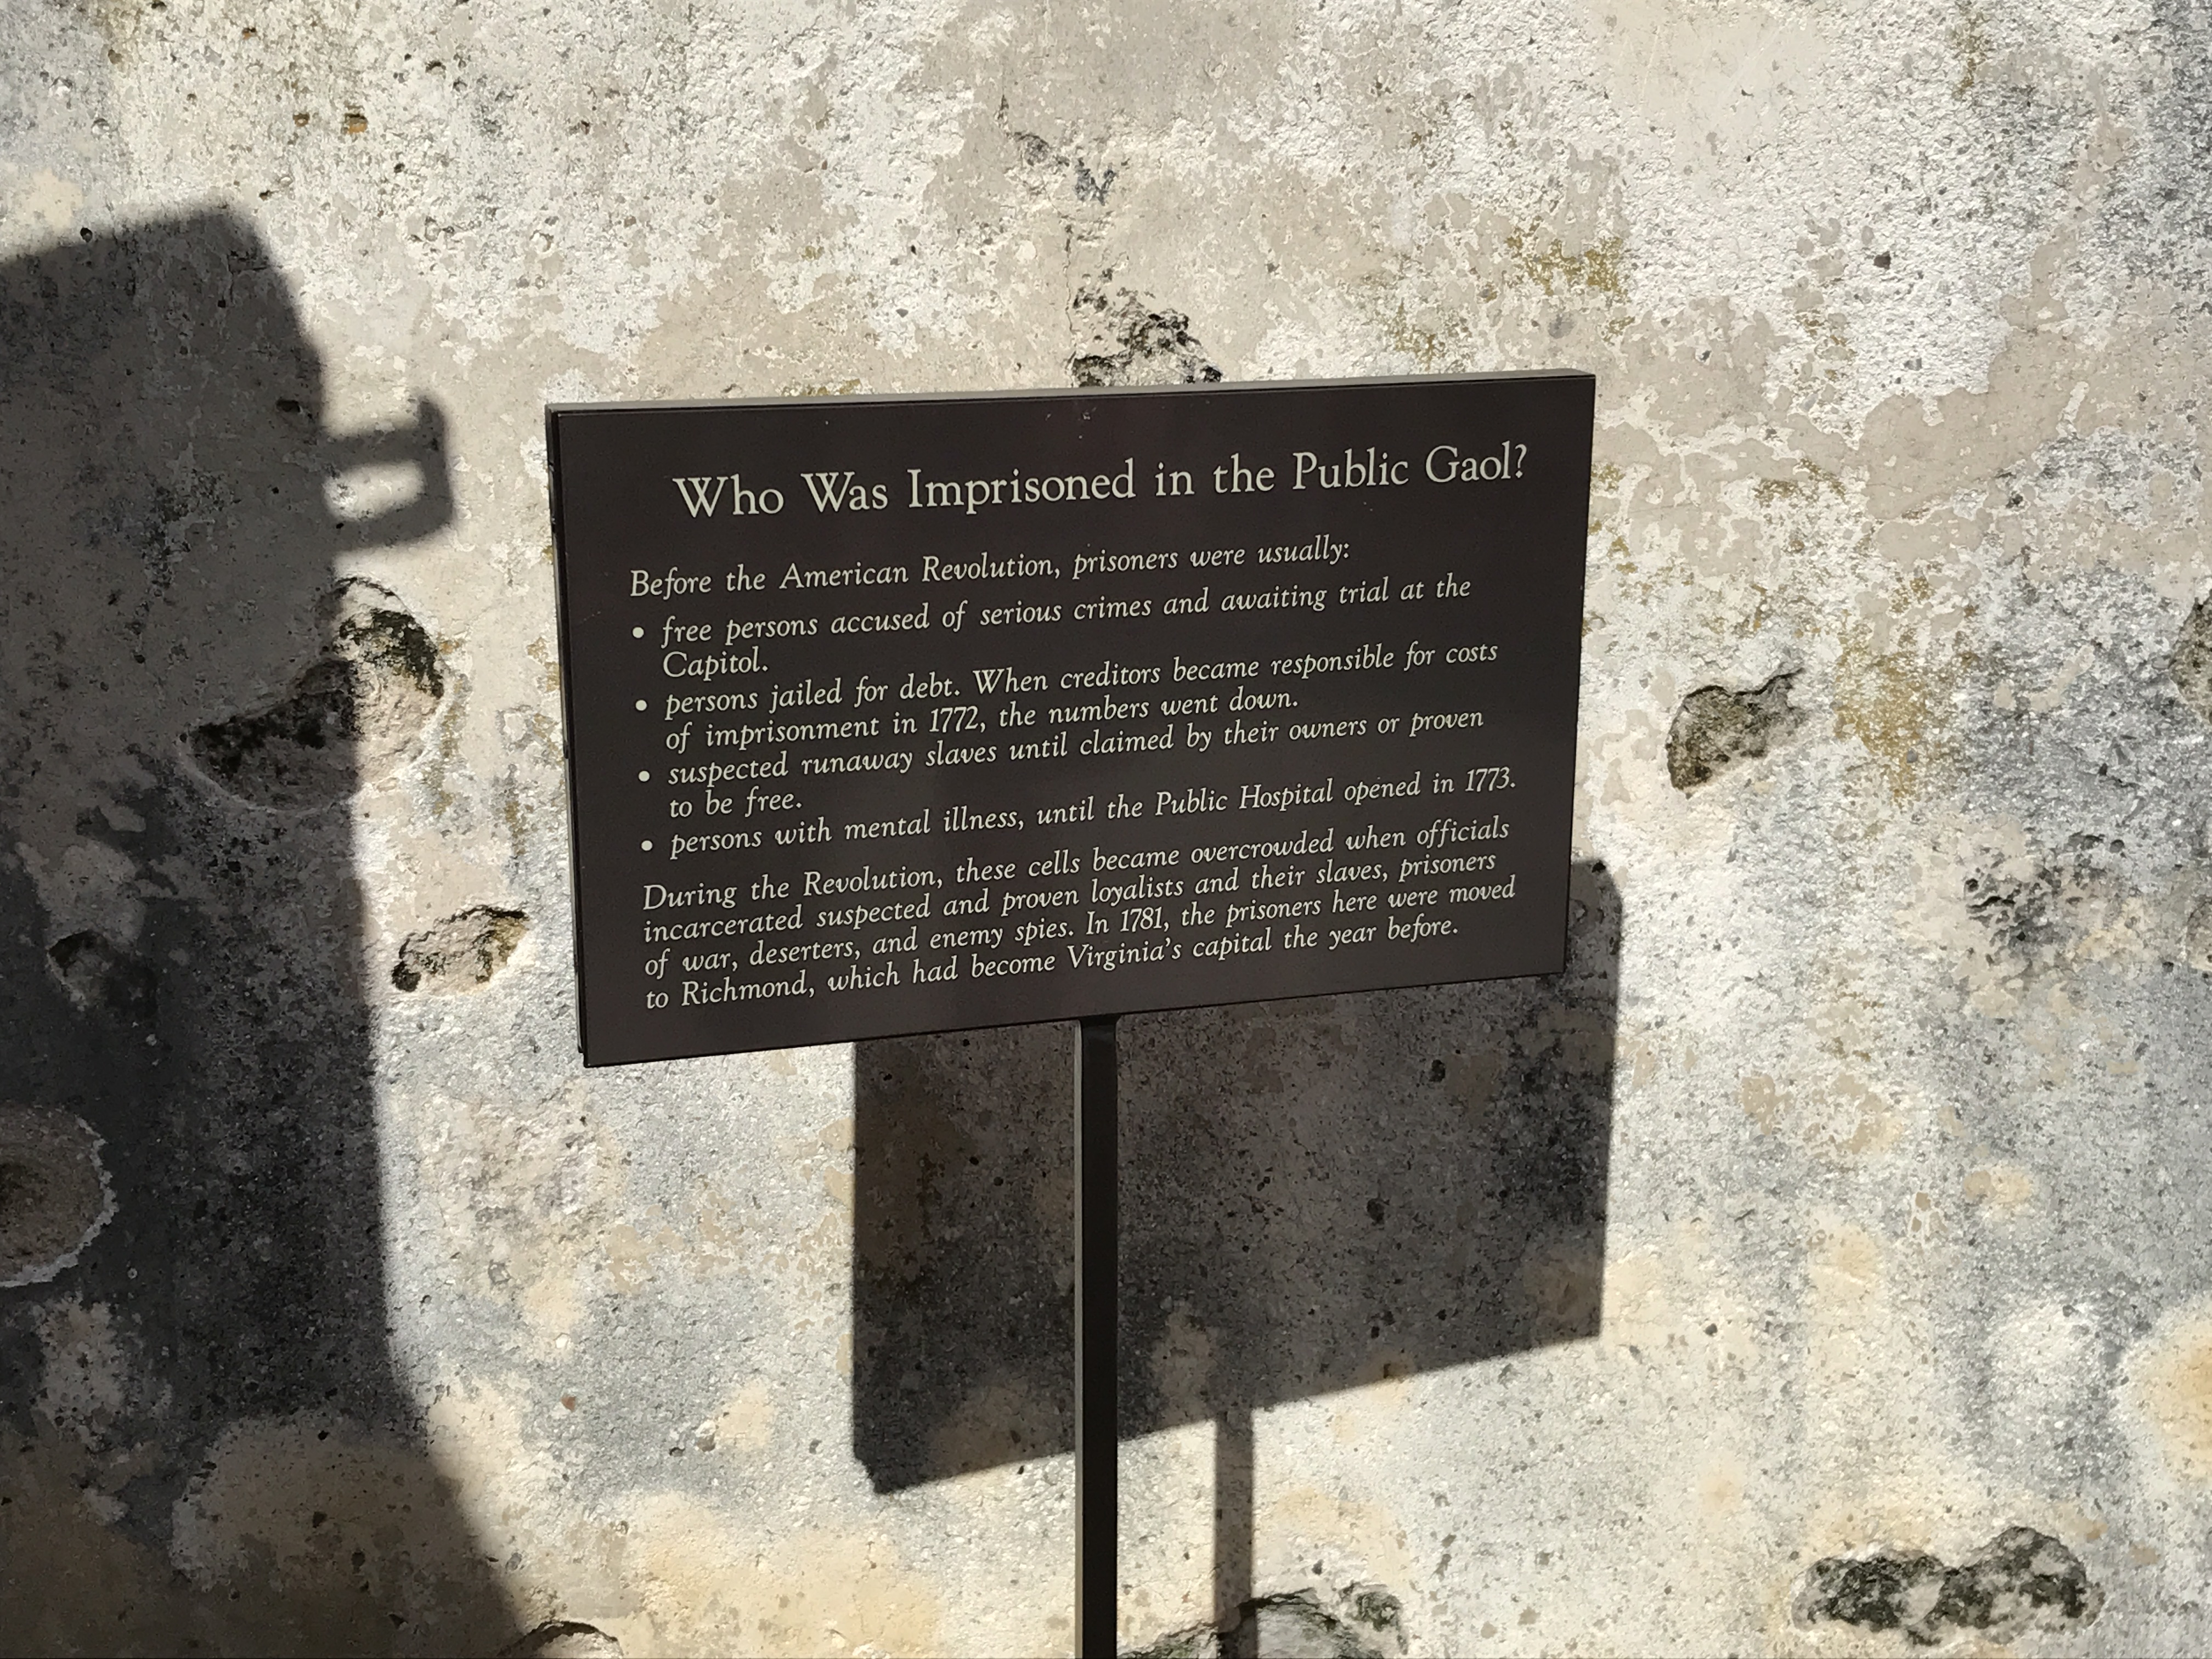 Who Was Imprisoned in the Public Gaol?
Before the American Revolution, prisoners were usually:
• free persons accused of serious crimes and awaiting trial at the
Capitol.
• persons jailed for debt. When creditors became responsible for costs
of imprisonment in 1772, the numbers went down.
• suspected runaway slaves until claimed by their owners or proven
to be free.
• persons with mental illness, until the Public Hospital opened in 1773.
During the Revolution, these cells became overcrowded when officials
incarcerated suspected and proven loyalists and their slaves, prisoners
of war, deserters, and enemy spies. In 1781, the prisoners here were moved
to Richmond, which had become Virginia's capital the year before.